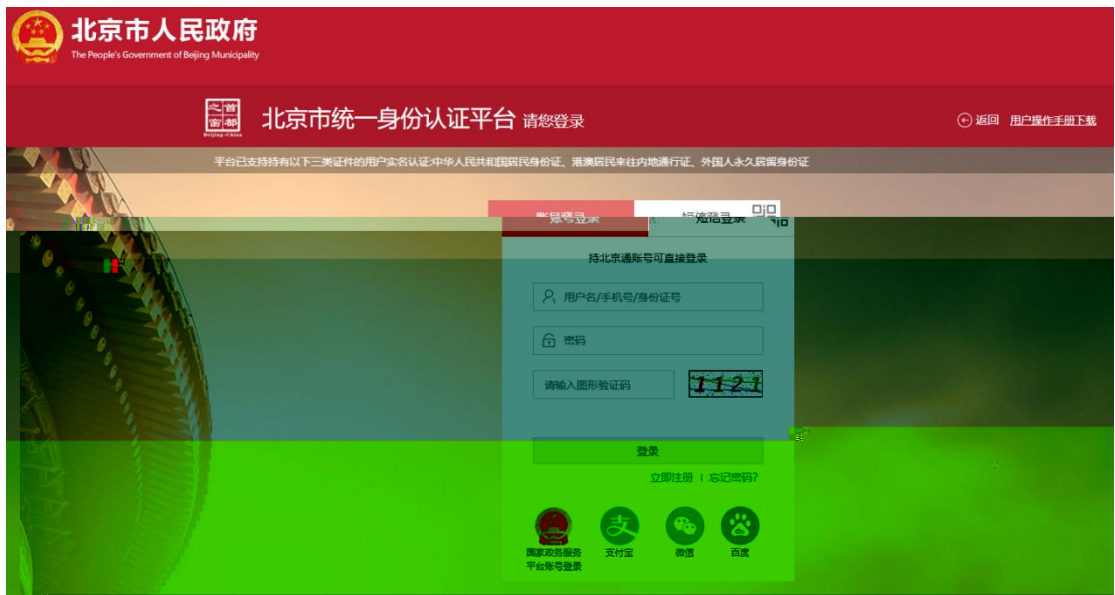 北京市人民政府
The People's Government of Beijing Municipality
首都之窗
Beijing-China
北京市统一身份认证平台 请您登录
返回 用户操作手册下载
平台已支持持有以下三类证件的用户实名认证:中华人民共和国居民身份证、港澳居民来往内地通行证、外国人永久居留身份证
账号登录 短信登录
持北京通账号可直接登录
用户名/手机号/身份证号
密码
请输入图形验证码 1121
登录
立即注册 | 忘记密码?
国家政务服务平台账号登录 支付宝 微信 百度